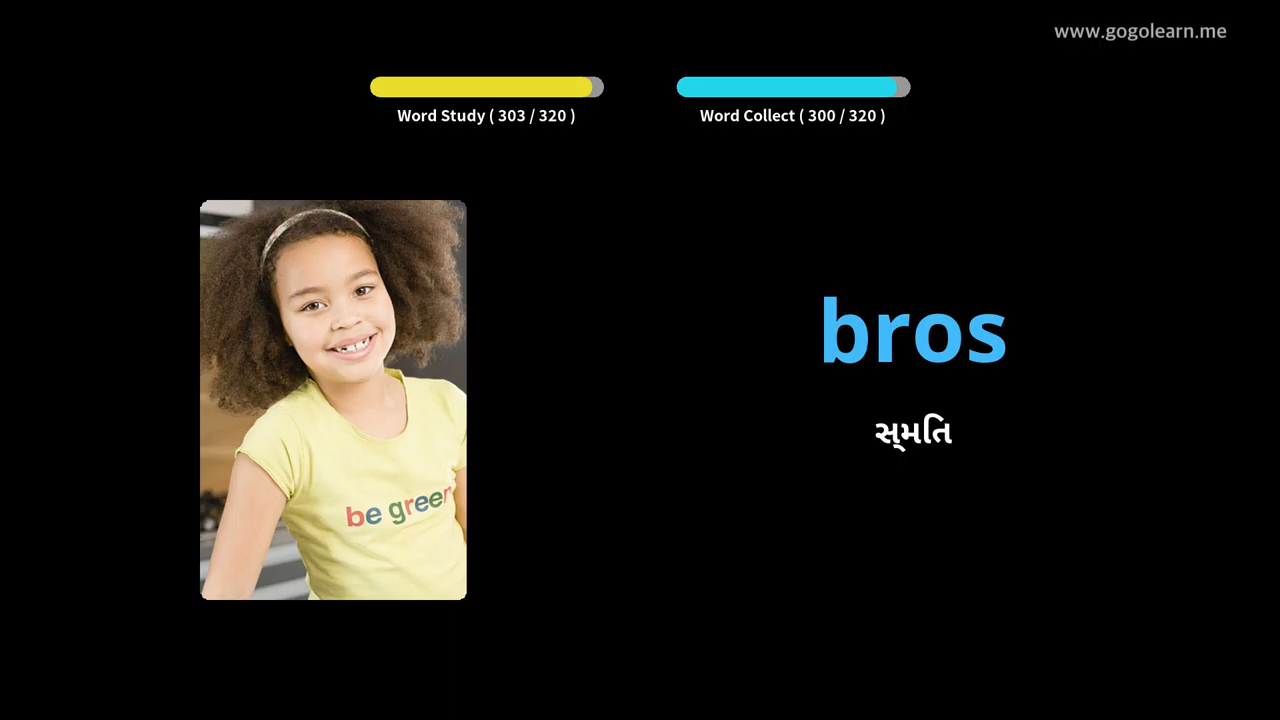 www.gogolearn.me
Word Study ( 303 / 320 )
Word Collect ( 300 / 320 )
bros
સ્મતિ
be green